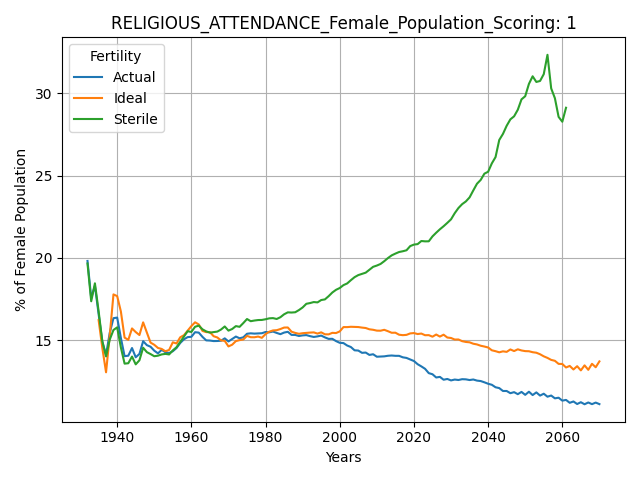 RELIGIOUS_ATTENDANCE_Female_Population_Scoring: 1
Fertility
Actual
Ideal
Sterile
% of Female Population
30
25
20
15
1940 1960 1980 2000 2020 2040 2060
Years